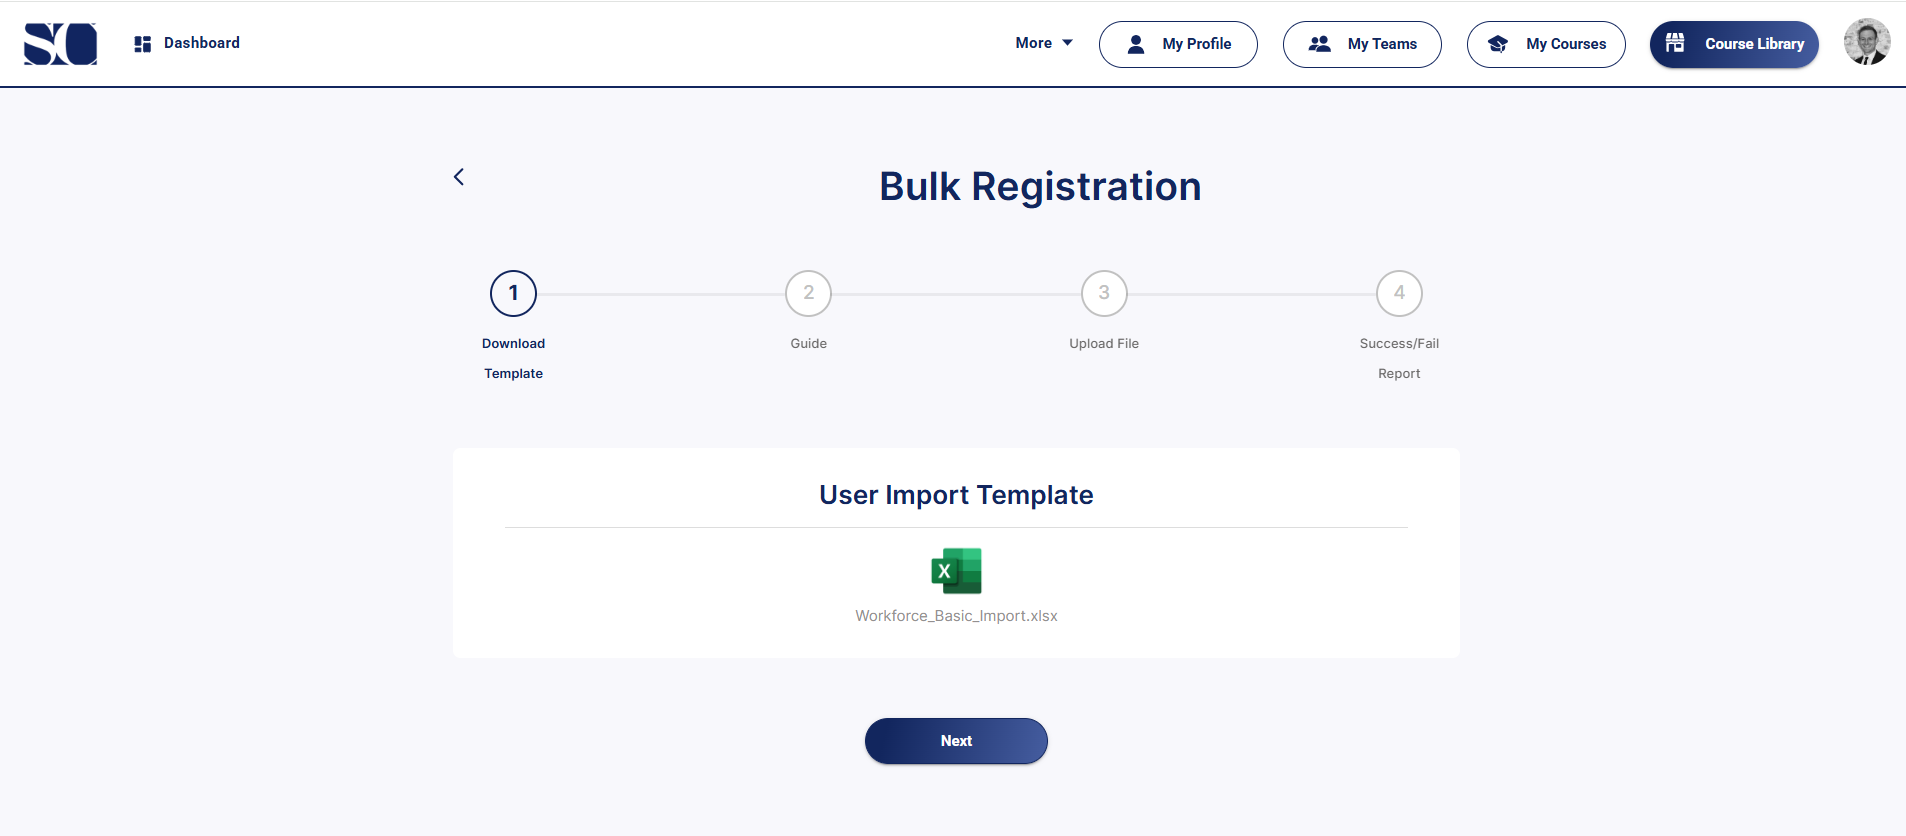 SO
Dashboard
More
My Profile
My Teams
My Courses
Course Library
Bulk Registration
1
2
3
4
Download
Template
Guide
Upload File
Success/Fail
Report
User Import Template
X
Workforce_Basic_Import.xlsx
Next